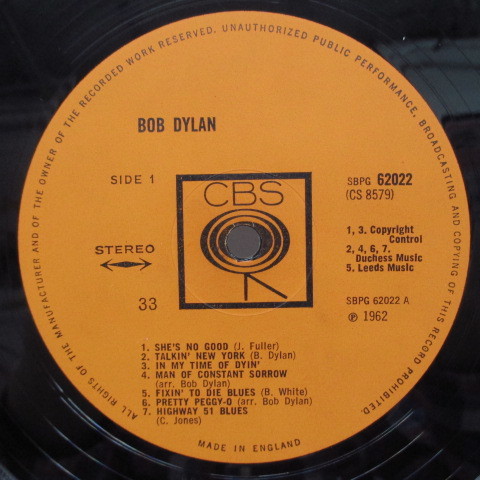 ALL RIGHTS OF THE MANUFACTURER AND OF THE OWNER OF THE RECORDED WORK RESERVED. UNAUTHORIZED PUBLIC PERFORMANCE, BROADCASTING AND COPYING OF THIS RECORD PROHIBITED.
BOB DYLAN
SIDE 1
CBS
SBPG 62022
(CS 8579)
1, 3. Copyright
Control
2, 4, 6, 7.
Duchess Music
5. Leeds Music
STEREO
33
SBPG 62022 A
℗ 1962
1. SHE'S NO GOOD (J. Fuller)
2. TALKIN' NEW YORK (B. Dylan)
3. IN MY TIME OF DYIN'
4. MAN OF CONSTANT SORROW
(arr. Bob Dylan)
5. FIXIN' TO DIE BLUES (B. White)
6. PRETTY PEGGY-O (arr. Bob Dylan)
7. HIGHWAY 51 BLUES
(C. Jones)
MADE IN ENGLAND